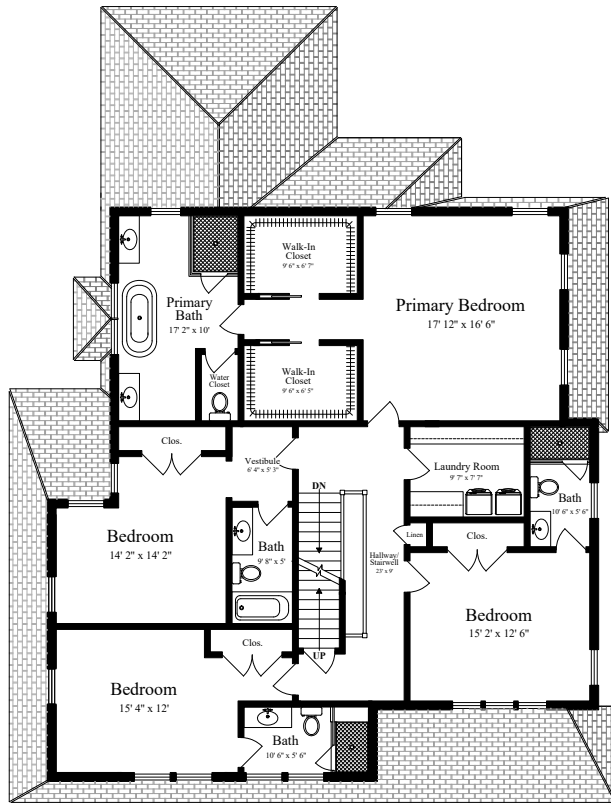 Walk-In
Closet
9' 6" x 6' 7"
Primary
Bath
17' 2" x 10'
Primary Bedroom
17' 12" x 16' 6"
Walk-In
Closet
9' 6" x 6' 5"
Water
Closet
Clos.
Vestibule
6' 4" x 5' 3"
Laundry Room
9' 7" x 7' 7"
DN
Bath
10' 6" x 5' 6"
Bedroom
14' 2" x 14' 2"
Bath
9' 8" x 5'
Linen
Clos.
Hallway/
Stairwell
23' x 9'
Bedroom
15' 2' x 12' 6"
Clos.
UP
Bedroom
15' 4" x 12'
Bath
10' 6" x 5' 6"